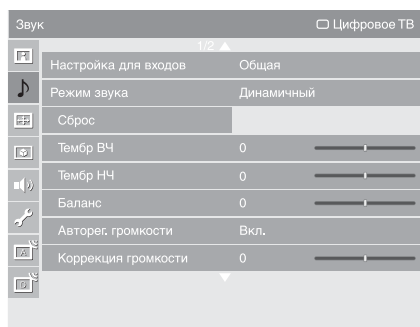 Звук Цифровое ТВ
1/2
Настройка для входов Общая
Режим звука Динамичный
Сброс
Тембр ВЧ 0
Тембр НЧ 0
Баланс 0
Авторег. громкости Вкл.
Коррекция громкости 0